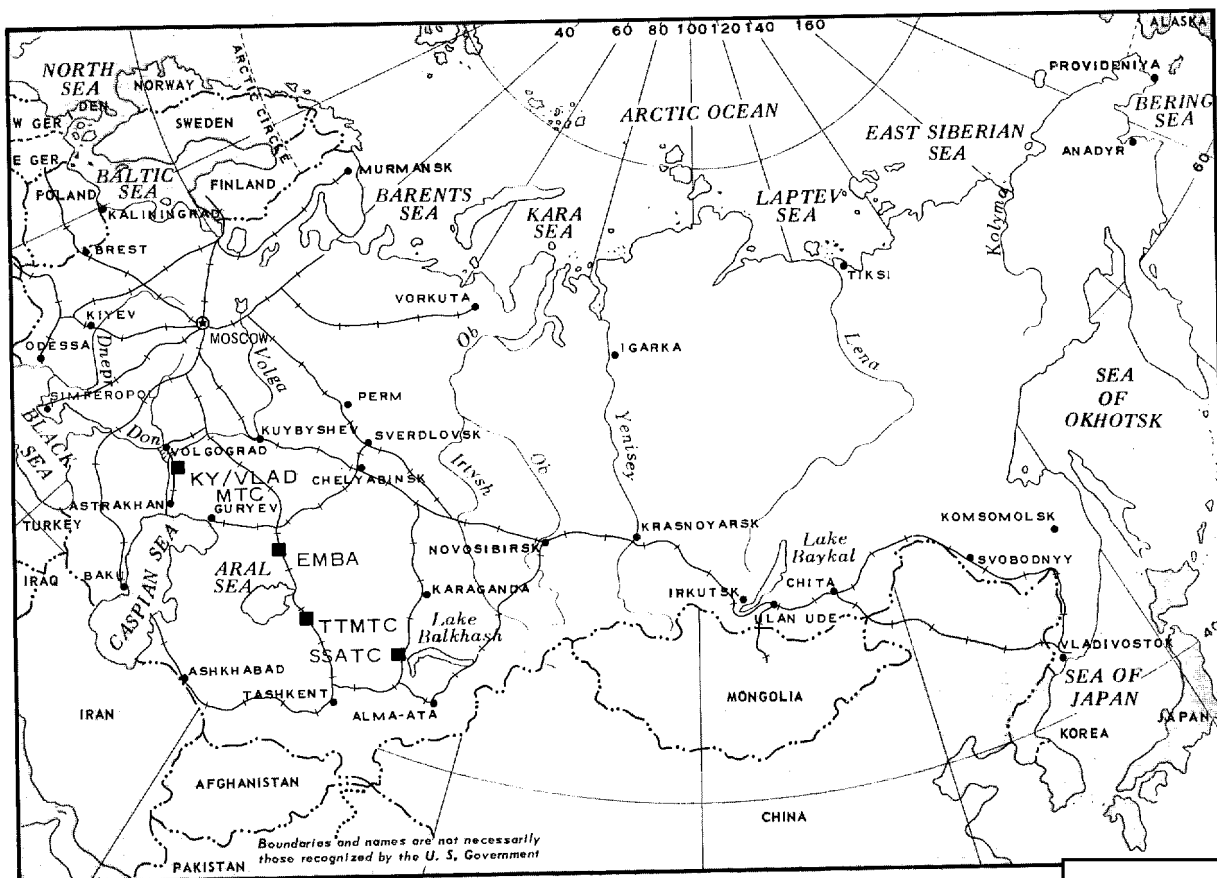 ALASKA
40 60 80 100 120 140 160
PROVIDENIYA
NORTH
SEA
NORWAY
ARCTIC CIRCLE
DEN
ARCTIC OCEAN
BERING
SEA
W GER
SWEDEN
EAST SIBERIAN
SEA
ANADYR
E GER
BALTIC
SEA
FINLAND
MURMANSK
60
POLAND
KALININGRAD
BARENTS
SEA
KARA
SEA
LAPTEV
SEA
Kolyma
BREST
TIKSI
VORKUTA
KIYEV
MOSCOW
Ob
IGARKA
Lena
ODESSA
Dnepr
Volga
SEA
OF
OKHOTSK
SIMFEROPOL
PERM
BLACK
SEA
Don
KUYBYSHEV
SVERDLOVSK
Yenisey
VOLGOGRAD
Irtysh
Ob
KY/VLAD
MTC
CHELYABINSK
ASTRAKHAN
GURYEV
TURKEY
KRASNOYARSK
KOMSOMOLSK
NOVOSIBIRSK
Lake
Baykal
SVOBODNYY
EMBA
IRAQ
BAKU
CASPIAN SEA
ARAL
SEA
KARAGANDA
IRKUTSK
CHITA
ULAN UDE
40
TTMTC
Lake
Balkhash
SSATC
VLADIVOSTOK
ASHKHABAD
SEA OF
JAPAN
TASHKENT
ALMA-ATA
MONGOLIA
IRAN
JAPAN
KOREA
AFGHANISTAN
CHINA
Boundaries and names are not necessarily
those recognized by the U. S. Government
PAKISTAN